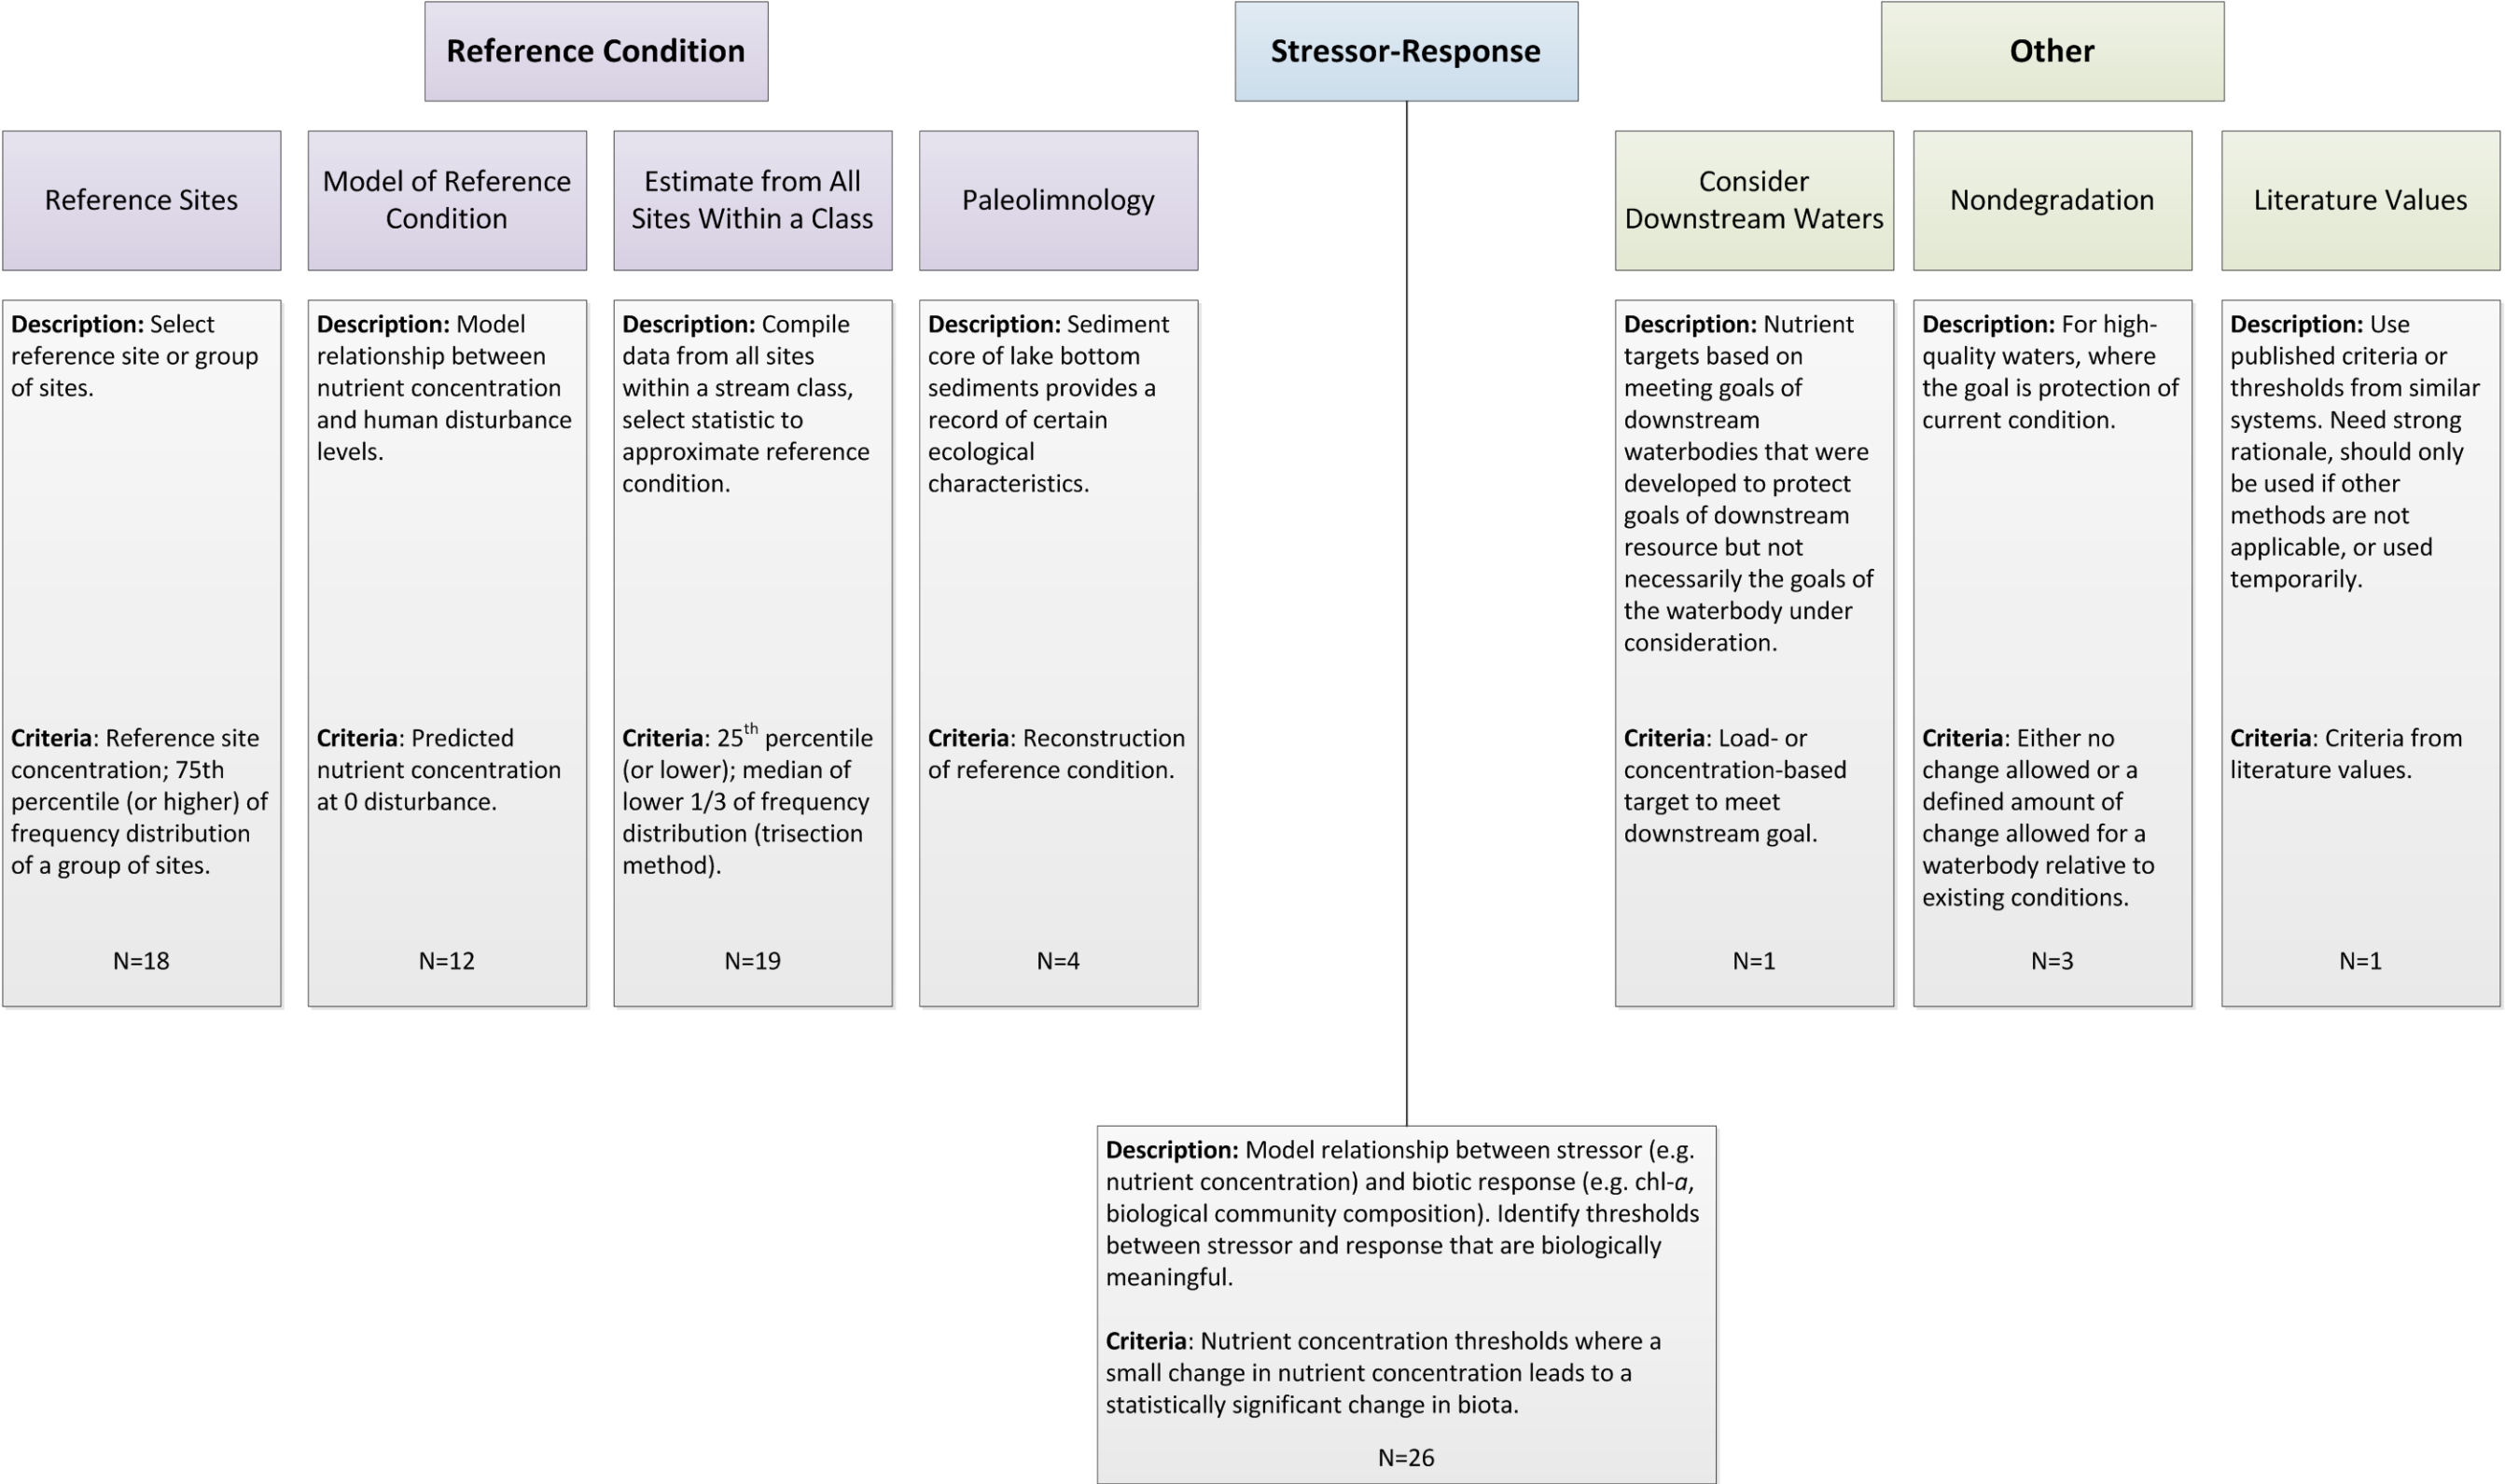 Reference Condition
Stressor-Response
Other
Reference Sites
Model of Reference
Condition
Estimate from All
Sites Within a Class
Paleolimnology
Consider
Downstream Waters
Nondegradation
Literature Values
Description: Select
reference site or group
of sites.
Criteria: Reference site
concentration; 75th
percentile (or higher) of
frequency distribution
of a group of sites.
N=18
Description: Model
relationship between
nutrient concentration
and human disturbance
levels.
Criteria: Predicted
nutrient concentration
at 0 disturbance.
N=12
Description: Compile
data from all sites
within a stream class,
select statistic to
approximate reference
condition.
Criteria: 25th percentile
(or lower); median of
lower 1/3 of frequency
distribution (trisection
method).
N=19
Description: Sediment
core of lake bottom
sediments provides a
record of certain
ecological
characteristics.
Criteria: Reconstruction
of reference condition.
N=4
Description: Nutrient
targets based on
meeting goals of
downstream
waterbodies that were
developed to protect
goals of downstream
resource but not
necessarily the goals of
the waterbody under
consideration.
Criteria: Load- or
concentration-based
target to meet
downstream goal.
N=1
Description: For high-
quality waters, where
the goal is protection of
current condition.
Criteria: Either no
change allowed or a
defined amount of
change allowed for a
waterbody relative to
existing conditions.
N=3
Description: Use
published criteria or
thresholds from similar
systems. Need strong
rationale, should only
be used if other
methods are not
applicable, or used
temporarily.
Criteria: Criteria from
literature values.
N=1
Description: Model relationship between stressor (e.g.
nutrient concentration) and biotic response (e.g. chl-a,
biological community composition). Identify thresholds
between stressor and response that are biologically
meaningful.
Criteria: Nutrient concentration thresholds where a
small change in nutrient concentration leads to a
statistically significant change in biota.
N=26